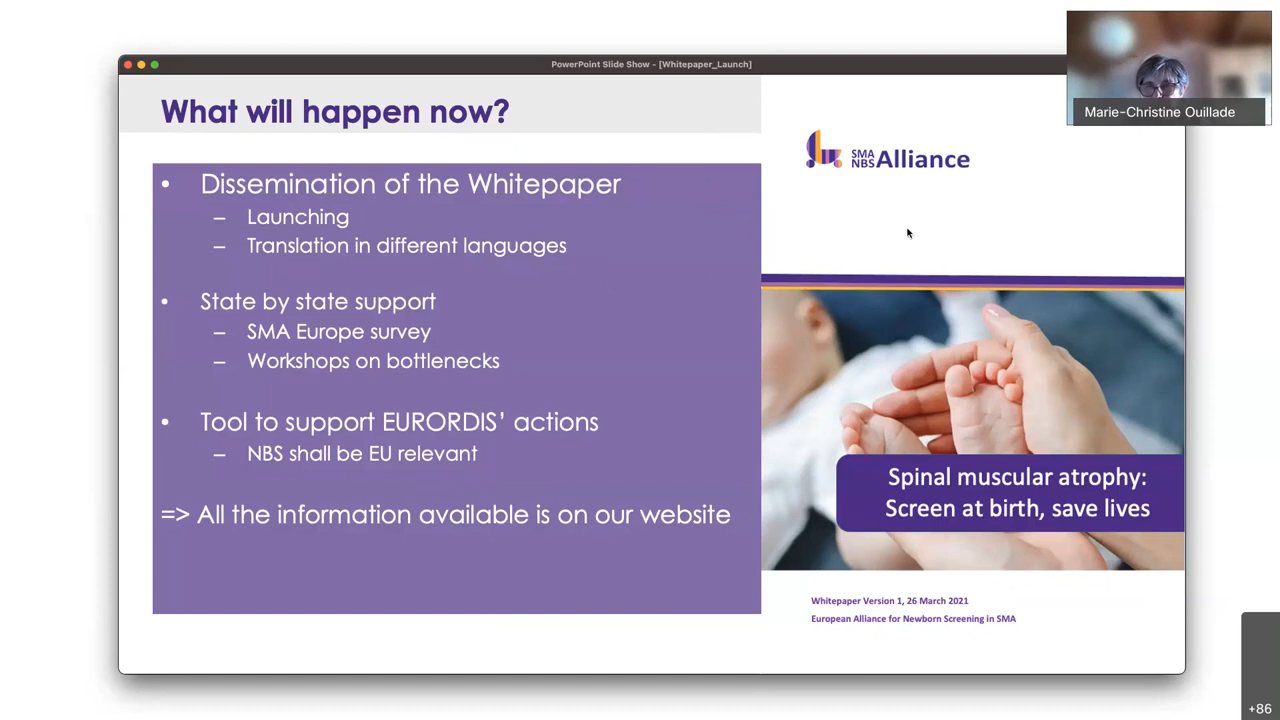 PowerPoint Slide Show - [Whitepaper_Launch]
Marie-Christine Ouillade
What will happen now?
• Dissemination of the Whitepaper
– Launching
– Translation in different languages
• State by state support
– SMA Europe survey
– Workshops on bottlenecks
• Tool to support EURORDIS’ actions
– NBS shall be EU relevant
=> All the information available is on our website
SMA
NBS Alliance
Spinal muscular atrophy:
Screen at birth, save lives
Whitepaper Version 1, 26 March 2021
European Alliance for Newborn Screening in SMA
+86